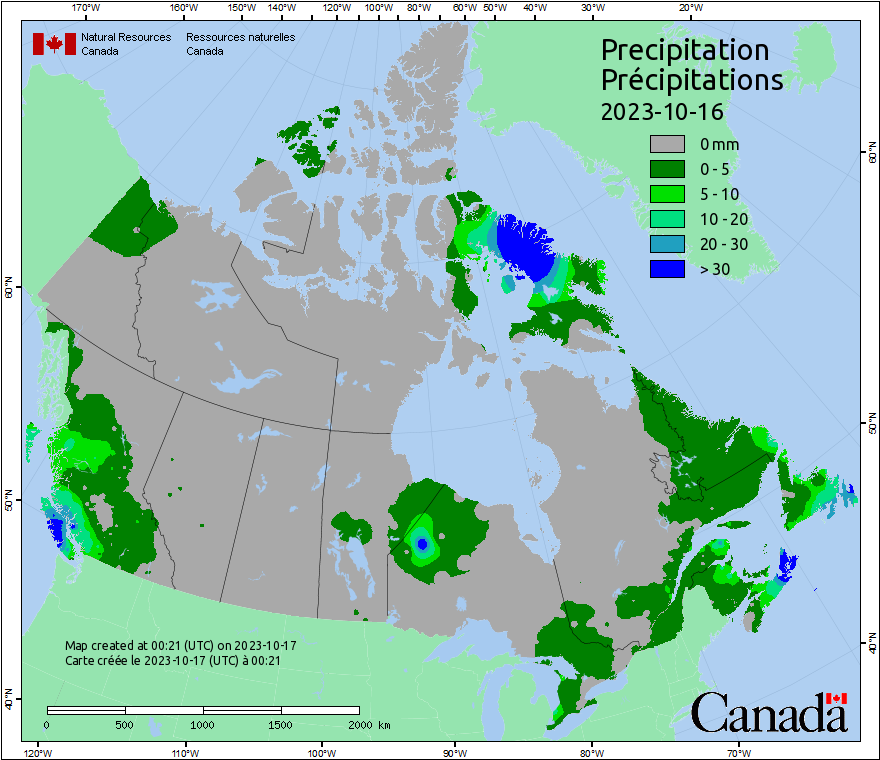 170°W 160°W 150°W 140°W 120°W 100°W 80°W 60°W 50°W 40°W 30°W 20°W
Natural Resources Ressources naturelles
Canada Canada
Precipitation
Précipitations
2023-10-16
0 mm
0 - 5
5 - 10
10 - 20
20 - 30
> 30
60°N
60°N
50°N
50°N
40°N
40°N
Map created at 00:21 (UTC) on 2023-10-17
Carte créée le 2023-10-17 (UTC) à 00:21
0 500 1000 1500 2000 km
Canada
120°W 110°W 100°W 90°W 80°W 70°W